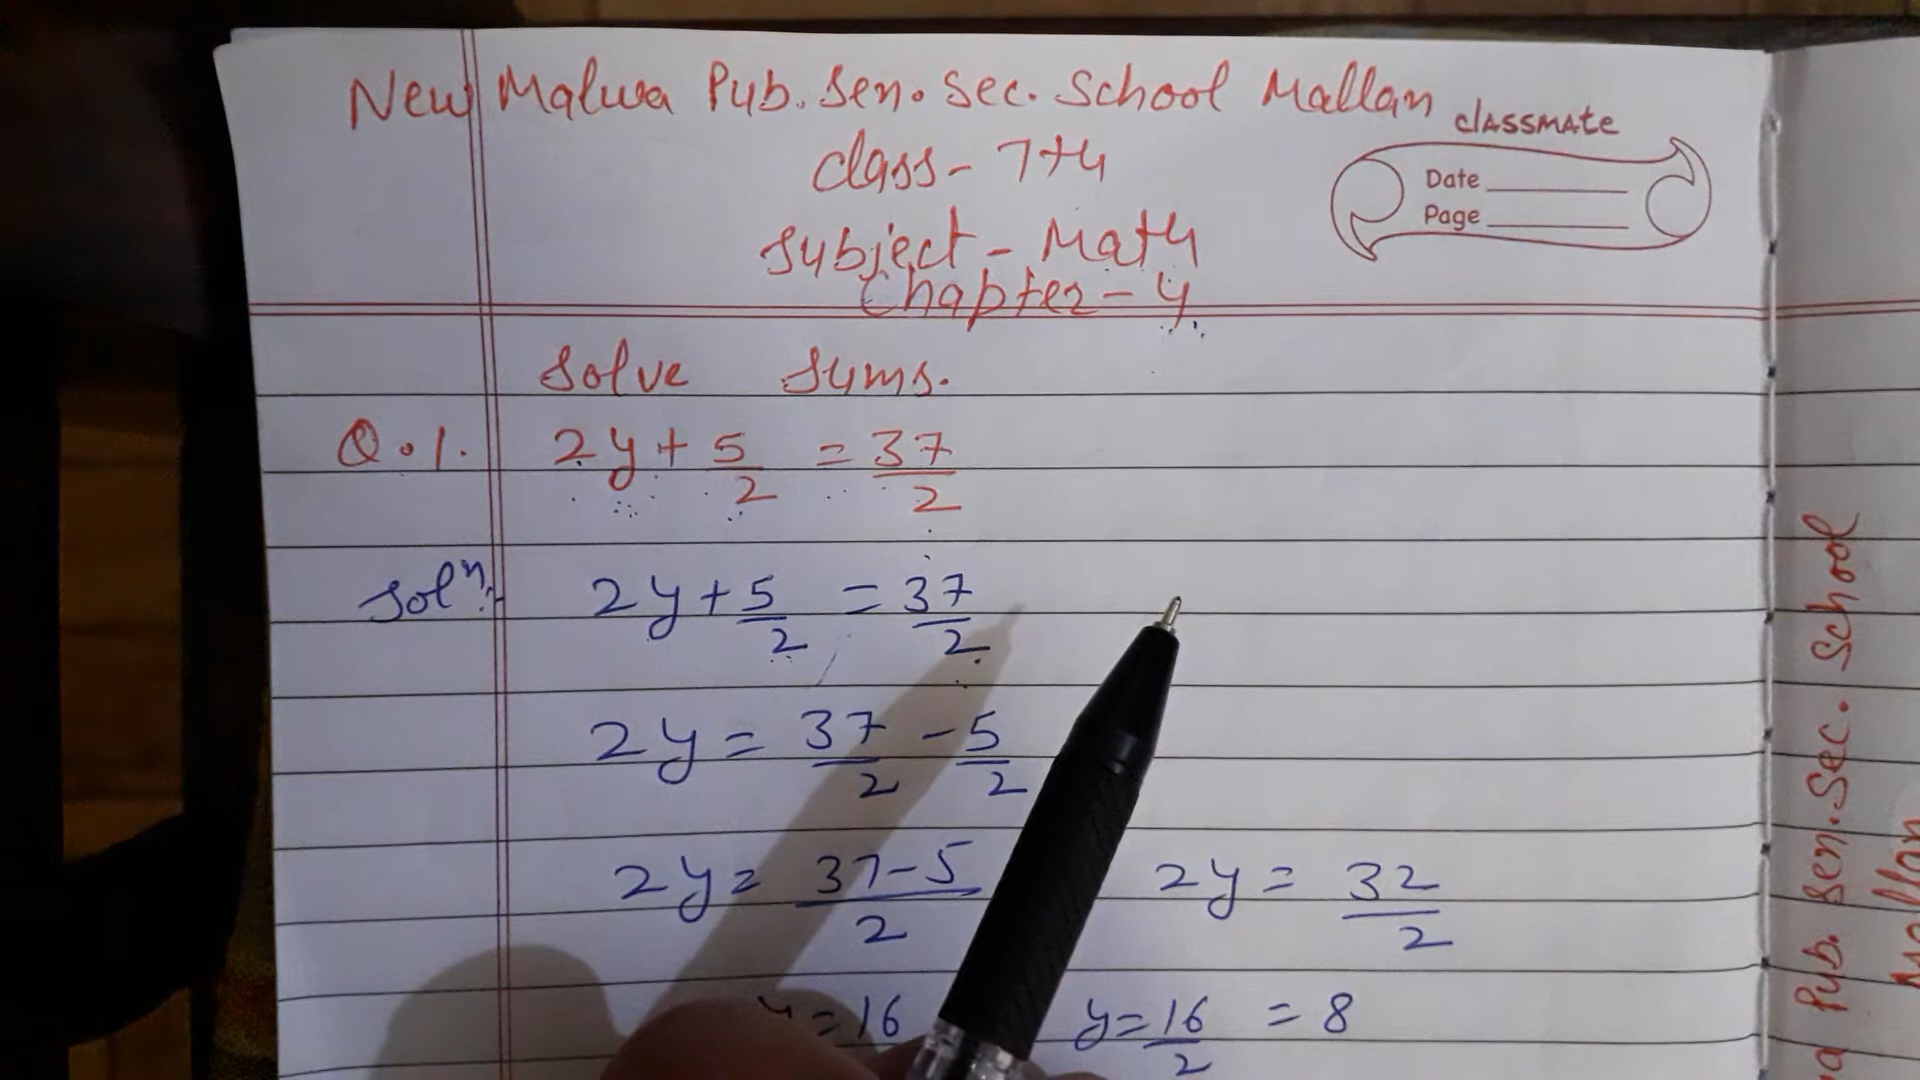 New Malwa Pub. Sen. Sec. School Mallan
classmate
Date
Page
class - 7th
Subject - Math
Chapter - 4
Solve Sums.
Q.1. 2y + 5/2 = 37/2
Solⁿ: 2y + 5/2 = 37/2
2y = 37/2 - 5/2
2y = 37-5/2 2y = 32/2
= 16 y = 16/2 = 8
Pub. Sen. Sec. School
Mallan